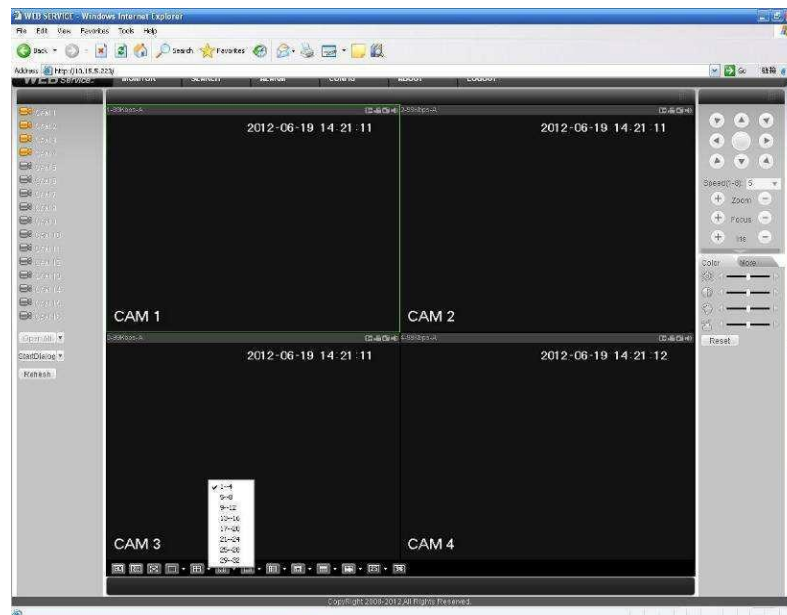 WEB SERVICE - Windows Internet Explorer
File Edit View Favorites Tools Help
Back Search Favorites
Address http://10.15.5.223/ Go
WEB Service
MONITOR SEARCH ALARM CONFIG ABOUT LOGOUT
2012-06-19 14:21:11
CAM 1
2012-06-19 14:21:11
CAM 2
2012-06-19 14:21:11
CAM 3
2012-06-19 14:21:12
CAM 4
1--4
5--8
9--12
13--16
17--20
21--24
25--28
29--32
Open All
StartDialog
Refresh
Speed(1-8): 5
Zoom
Focus
Iris
Color More
Reset
CopyRight 2008-2012,All Rights Reserved.